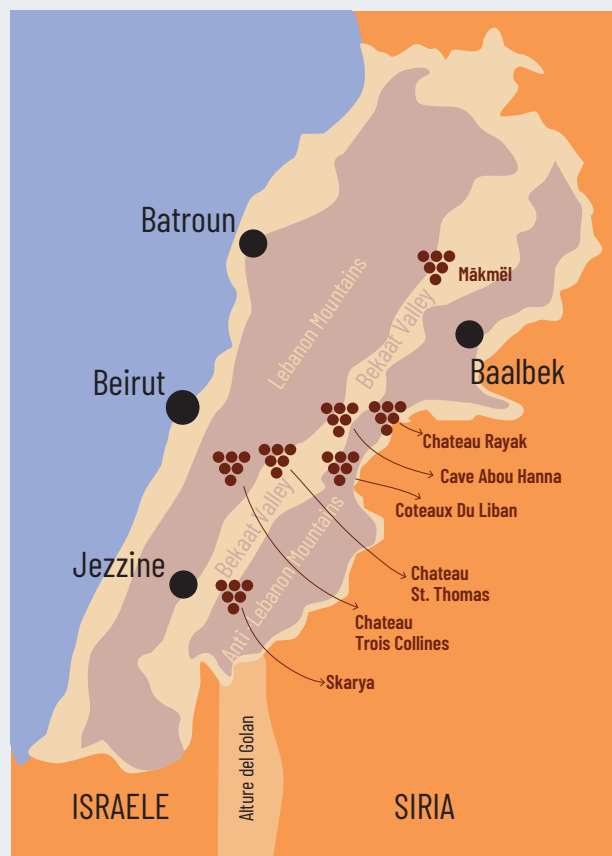 Batroun
Lebanon Mountains
Mākmël
Bekaat Valley
Baalbek
Beirut
Chateau Rayak
Cave Abou Hanna
Coteaux Du Liban
Bekaat Valley
Anti Lebanon Mountains
Jezzine
Chateau
St. Thomas
Chateau
Trois Collines
Skarya
Alture del Golan
ISRAELE
SIRIA